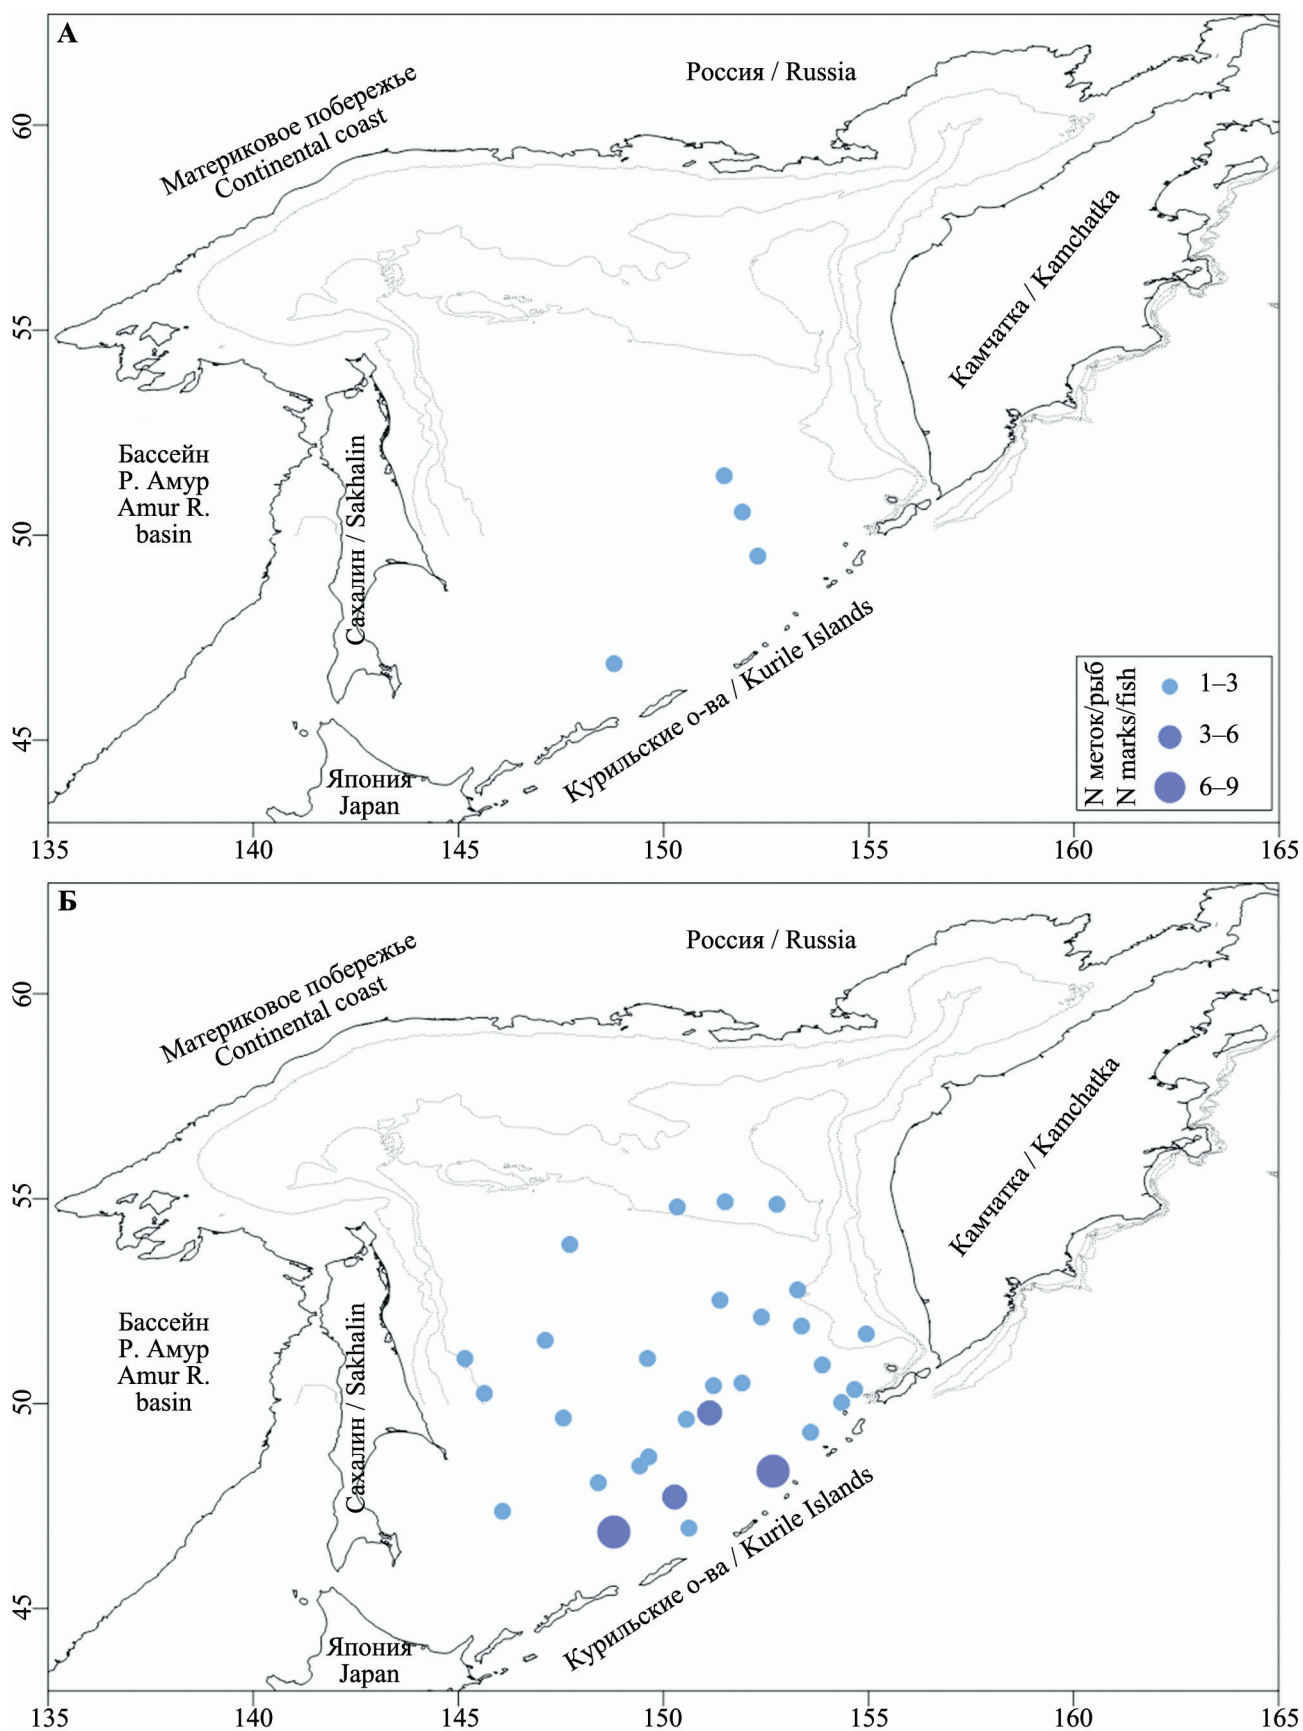 А
Россия / Russia
Материковое побережье
Continental coast
60
55
50
45
Камчатка / Kamchatka
Бассейн
Р. Амур
Amur R.
basin
Сахалин / Sakhalin
Курильские о-ва / Kurile Islands
Япония
Japan
N меток/рыб
N marks/fish
1–3
3–6
6–9
135 140 145 150 155 160 165
Б
Россия / Russia
Материковое побережье
Continental coast
60
55
50
45
Камчатка / Kamchatka
Бассейн
Р. Амур
Amur R.
basin
Сахалин / Sakhalin
Курильские о-ва / Kurile Islands
Япония
Japan
135 140 145 150 155 160 165